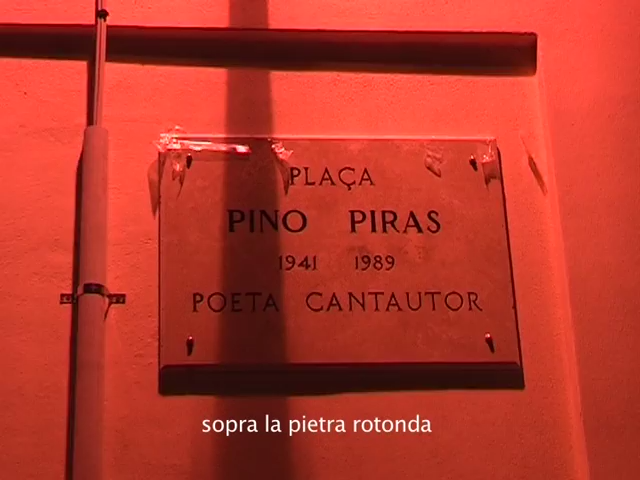 PLAÇA
PINO PIRAS
1941 1989
POETA CANTAUTOR
sopra la pietra rotonda